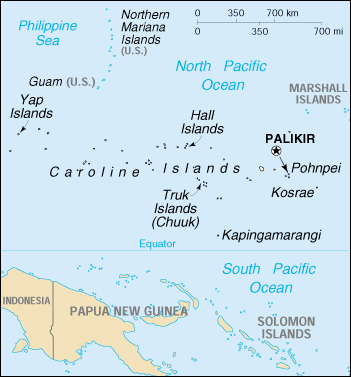 Philippine
Sea
Northern
Mariana
Islands
(U.S.)
0 350 700 km
0 350 700 mi
Guam (U.S.)
North Pacific
Ocean
MARSHALL
ISLANDS
Yap
Islands
Hall
Islands
PALIKIR
Pohnpei
Caroline Islands
Kosrae
Truk
Islands
(Chuuk)
Kapingamarangi
Equator
South Pacific
Ocean
INDONESIA
PAPUA NEW GUINEA
SOLOMON
ISLANDS